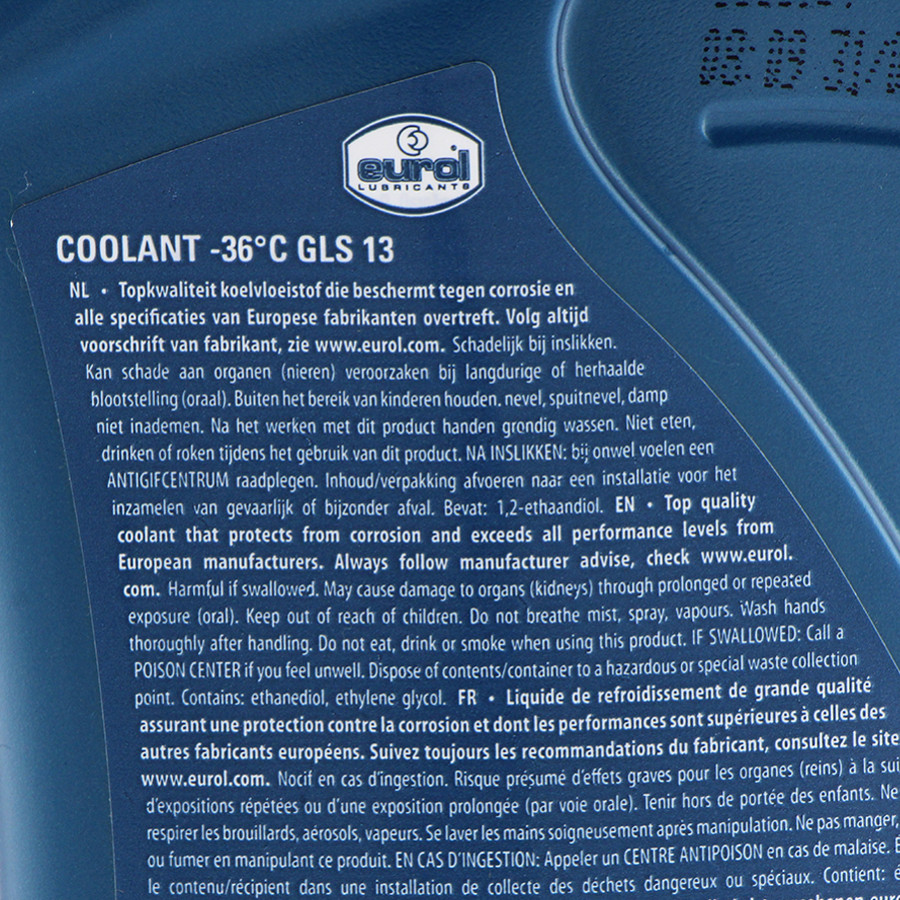 08 09 21/
eurol
LUBRICANTS
COOLANT -36°C GLS 13
NL • Topkwaliteit koelvloeistof die beschermt tegen corrosie en
alle specificaties van Europese fabrikanten overtreft. Volg altijd
voorschrift van fabrikant, zie www.eurol.com. Schadelijk bij inslikken.
Kan schade aan organen (nieren) veroorzaken bij langdurige of herhaalde
blootstelling (oraal). Buiten het bereik van kinderen houden. nevel, spuitnevel, damp
niet inademen. Na het werken met dit product handen grondig wassen. Niet eten,
drinken of roken tijdens het gebruik van dit product. NA INSLIKKEN: bij onwel voelen een
ANTIGIFCENTRUM raadplegen. Inhoud/verpakking afvoeren naar een installatie voor het
inzamelen van gevaarlijk of bijzonder afval. Bevat: 1,2-ethaandiol. EN • Top quality
coolant that protects from corrosion and exceeds all performance levels from
European manufacturers. Always follow manufacturer advise, check www.eurol.
com. Harmful if swallowed. May cause damage to organs (kidneys) through prolonged or repeated
exposure (oral). Keep out of reach of children. Do not breathe mist, spray, vapours. Wash hands
thoroughly after handling. Do not eat, drink or smoke when using this product. IF SWALLOWED: Call a
POISON CENTER if you feel unwell. Dispose of contents/container to a hazardous or special waste collection
point. Contains: ethanediol, ethylene glycol. FR • Liquide de refroidissement de grande qualité
assurant une protection contre la corrosion et dont les performances sont supérieures à celles des
autres fabricants européens. Suivez toujours les recommandations du fabricant, consultez le site
www.eurol.com. Nocif en cas d'ingestion. Risque présumé d'effets graves pour les organes (reins) à la sui
d'expositions répétées ou d'une exposition prolongée (par voie orale). Tenir hors de portée des enfants. Ne
respirer les brouillards, aérosols, vapeurs. Se laver les mains soigneusement après manipulation. Ne pas manger,
ou fumer en manipulant ce produit. EN CAS D'INGESTION: Appeler un CENTRE ANTIPOISON en cas de malaise. É
le contenu/récipient dans une installation de collecte des déchets dangereux ou spéciaux. Contient: é